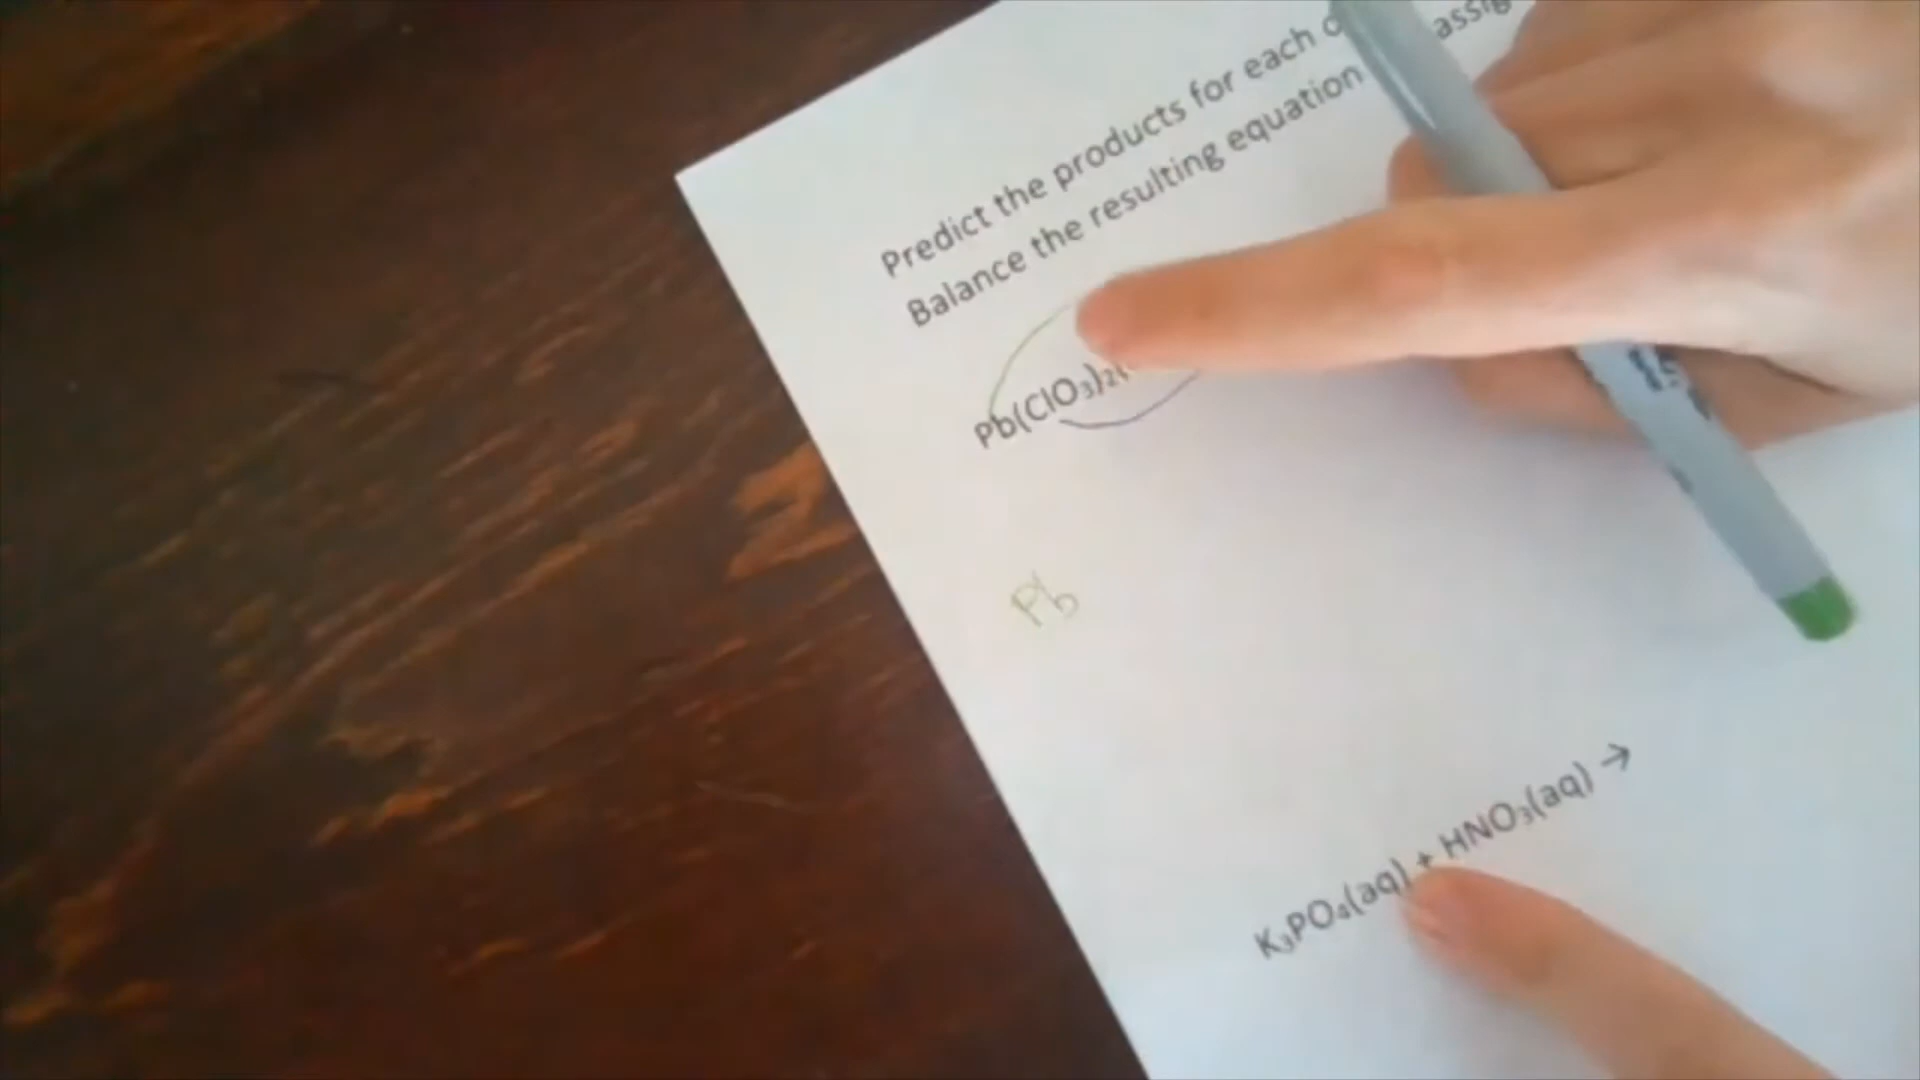 Predict the products for each
Balance the resulting equation
Pb(ClO₃)₂(
Pb
K₃PO₄(aq) + HNO₃(aq) →